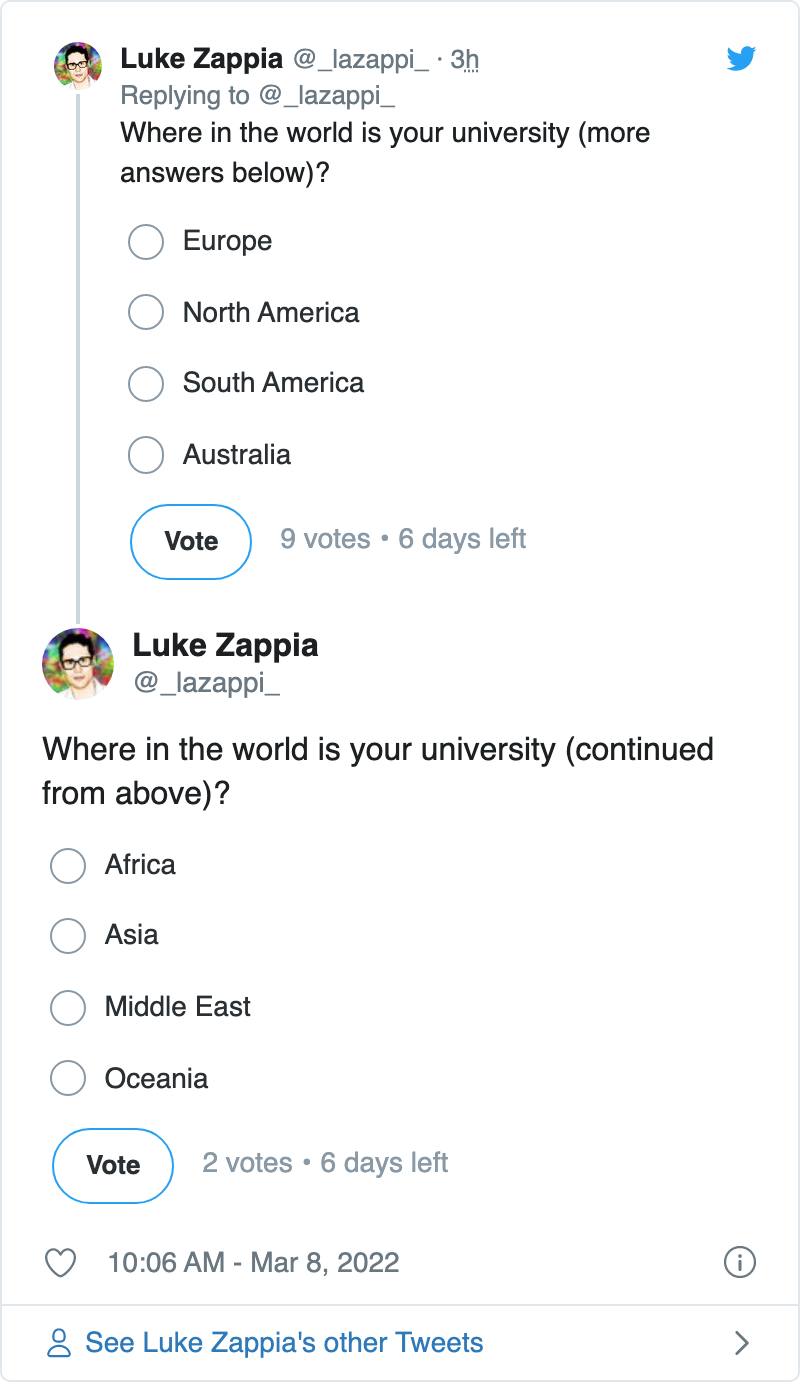 Luke Zappia @_lazappi_ · 3h
Replying to @_lazappi_
Where in the world is your university (more
answers below)?
Europe
North America
South America
Australia
Vote 9 votes • 6 days left
Luke Zappia
@_lazappi_
Where in the world is your university (continued
from above)?
Africa
Asia
Middle East
Oceania
Vote 2 votes • 6 days left
10:06 AM - Mar 8, 2022
See Luke Zappia's other Tweets